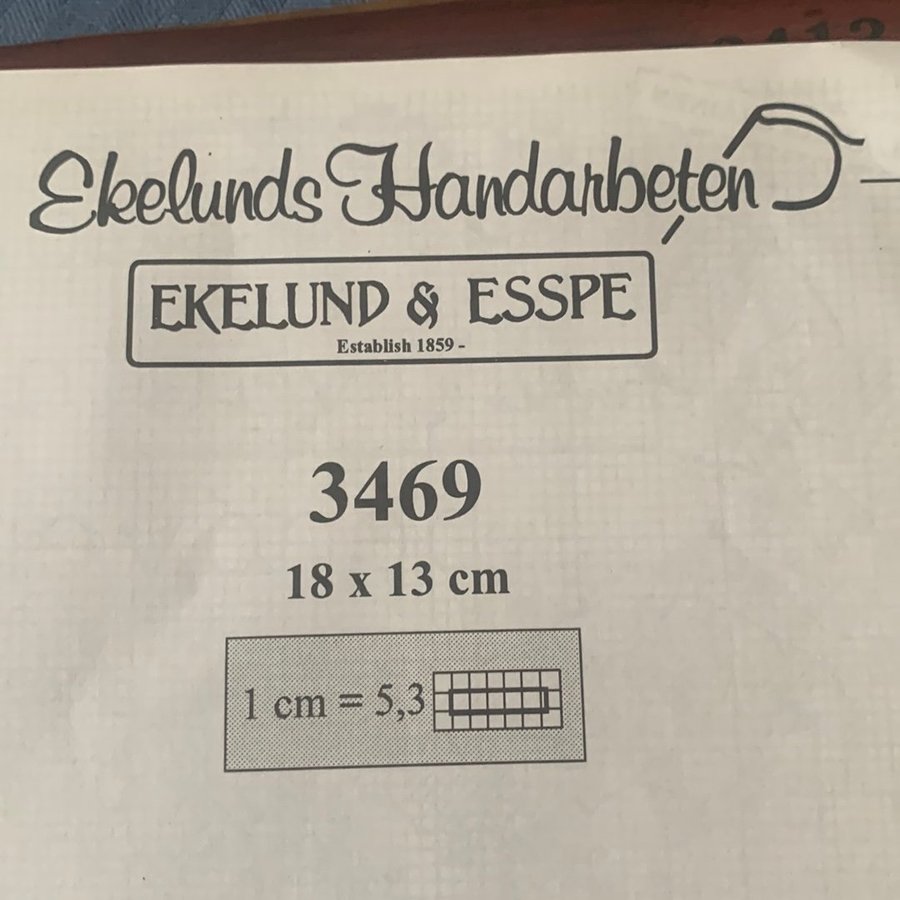 Ekelunds Handarbeten
EKELUND & ESSPE
Establish 1859 -
3469
18 x 13 cm
1 cm = 5,3